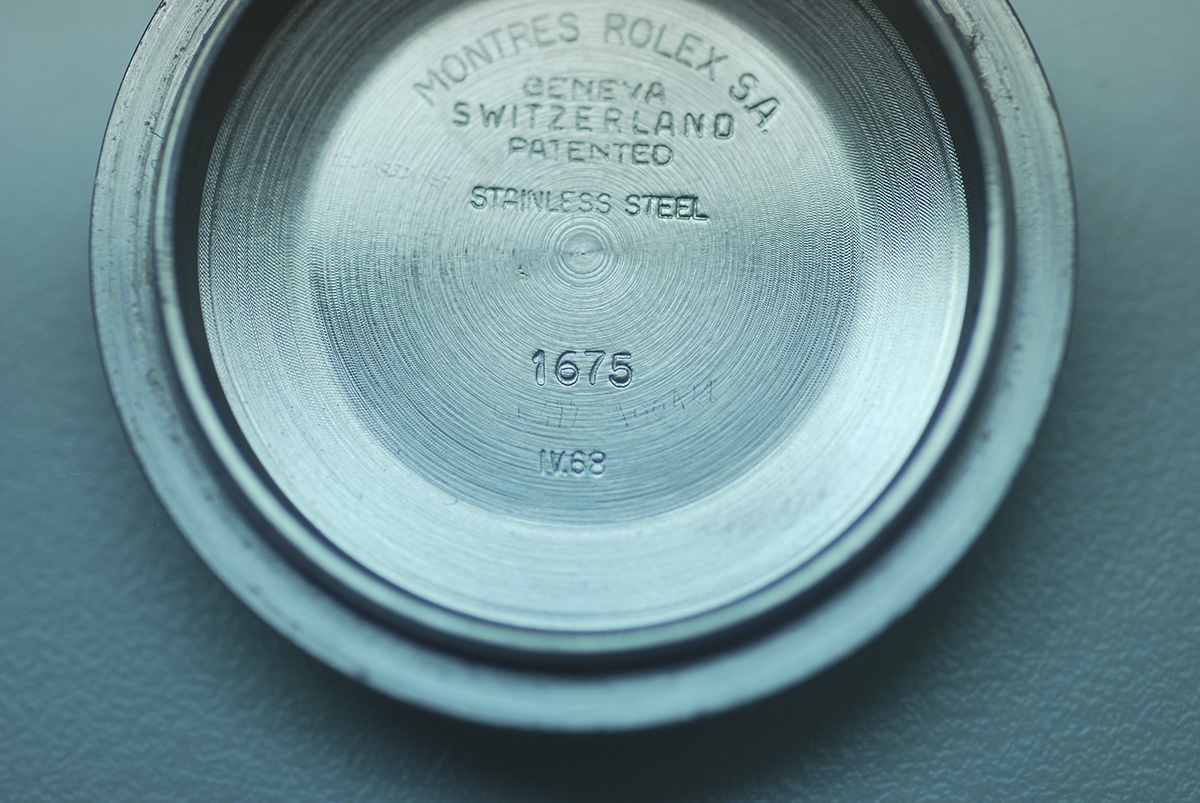 MONTRES ROLEX S.A.
GENEVA
SWITZERLAND
PATENTED
STAINLESS STEEL
1675
IV.68